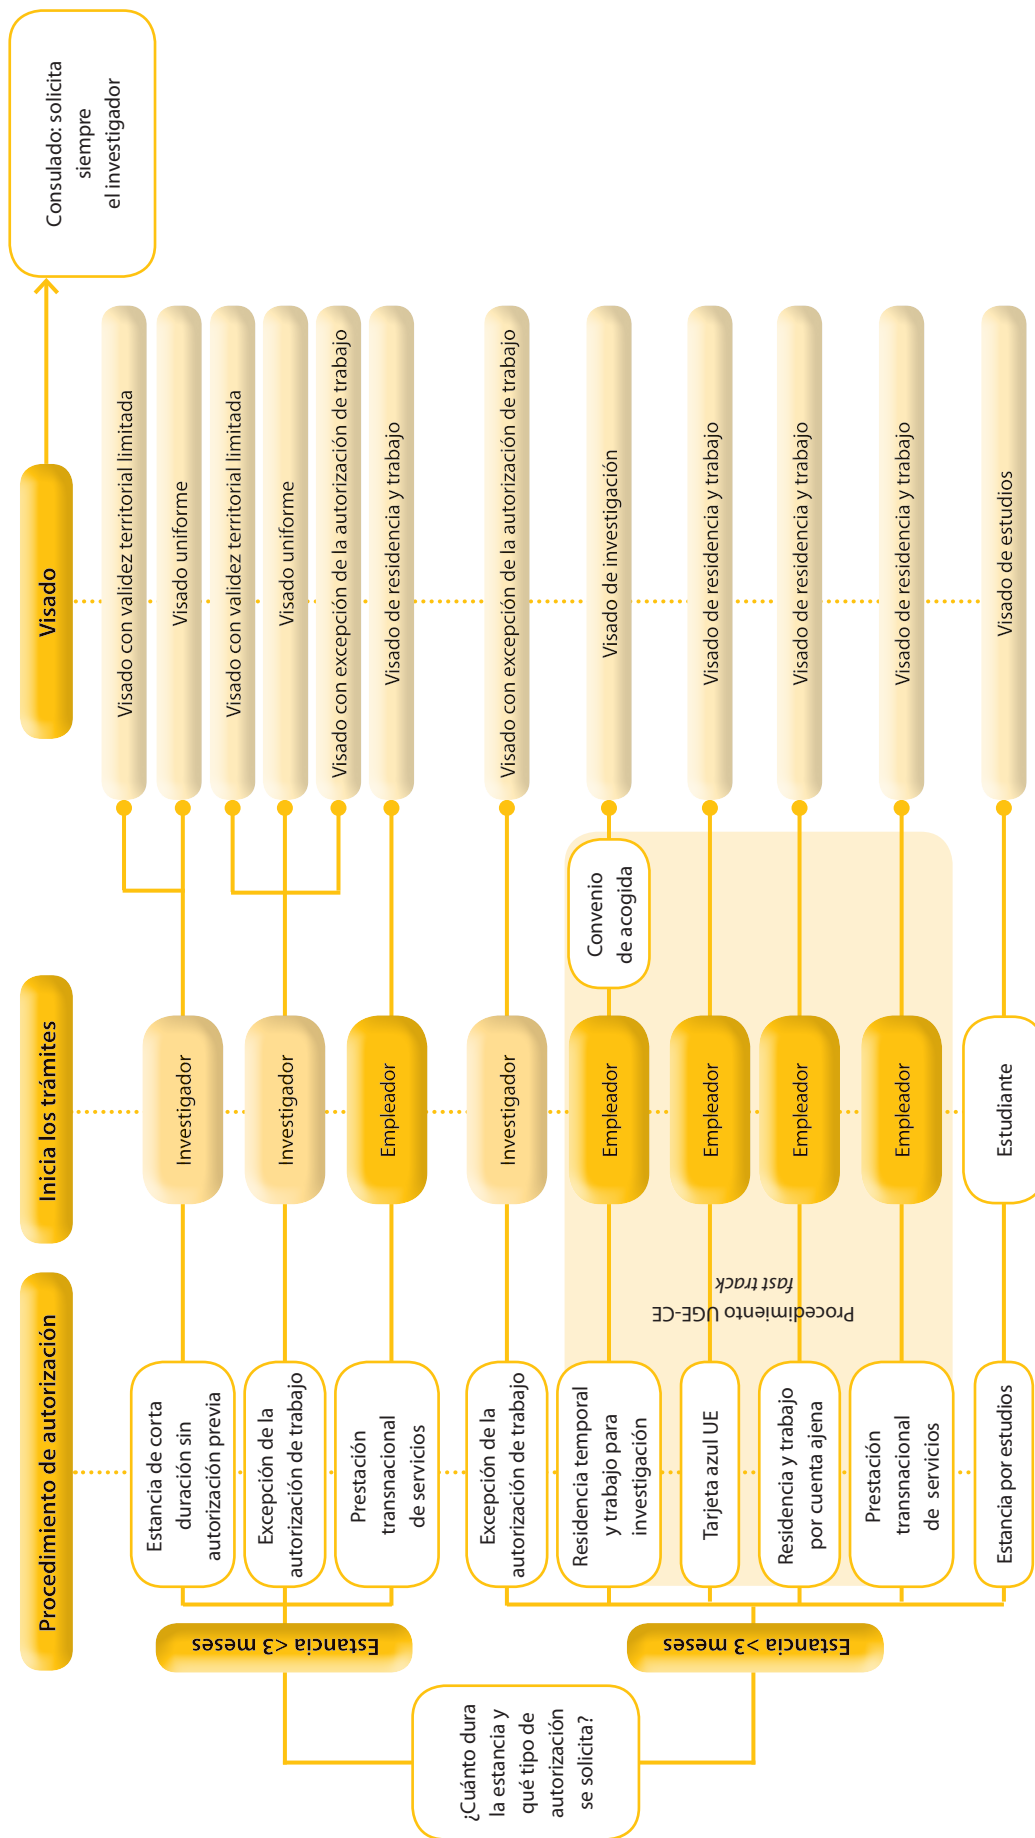 Procedimiento de autorización
Inicia los trámites
Visado
Consulado: solicita
siempre
el investigador
¿Cuánto dura
la estancia y
qué tipo de
autorización
se solicita?
Estancia <3 meses
Estancia de corta
duración sin
autorización previa
Investigador
Visado con validez territorial limitada
Visado uniforme
Excepción de la
autorización de trabajo
Investigador
Visado con validez territorial limitada
Visado uniforme
Visado con excepción de la autorización de trabajo
Prestación
transnacional
de servicios
Empleador
Visado de residencia y trabajo
Estancia >3 meses
Excepción de la
autorización de trabajo
Investigador
Visado con excepción de la autorización de trabajo
Residencia temporal
y trabajo para
investigación
Empleador
Convenio
de acogida
Visado de investigación
Procedimiento UGE-CE
fast track
Tarjeta azul UE
Empleador
Visado de residencia y trabajo
Residencia y trabajo
por cuenta ajena
Empleador
Visado de residencia y trabajo
Prestación
transnacional
de servicios
Empleador
Visado de residencia y trabajo
Estancia por estudios
Estudiante
Visado de estudios